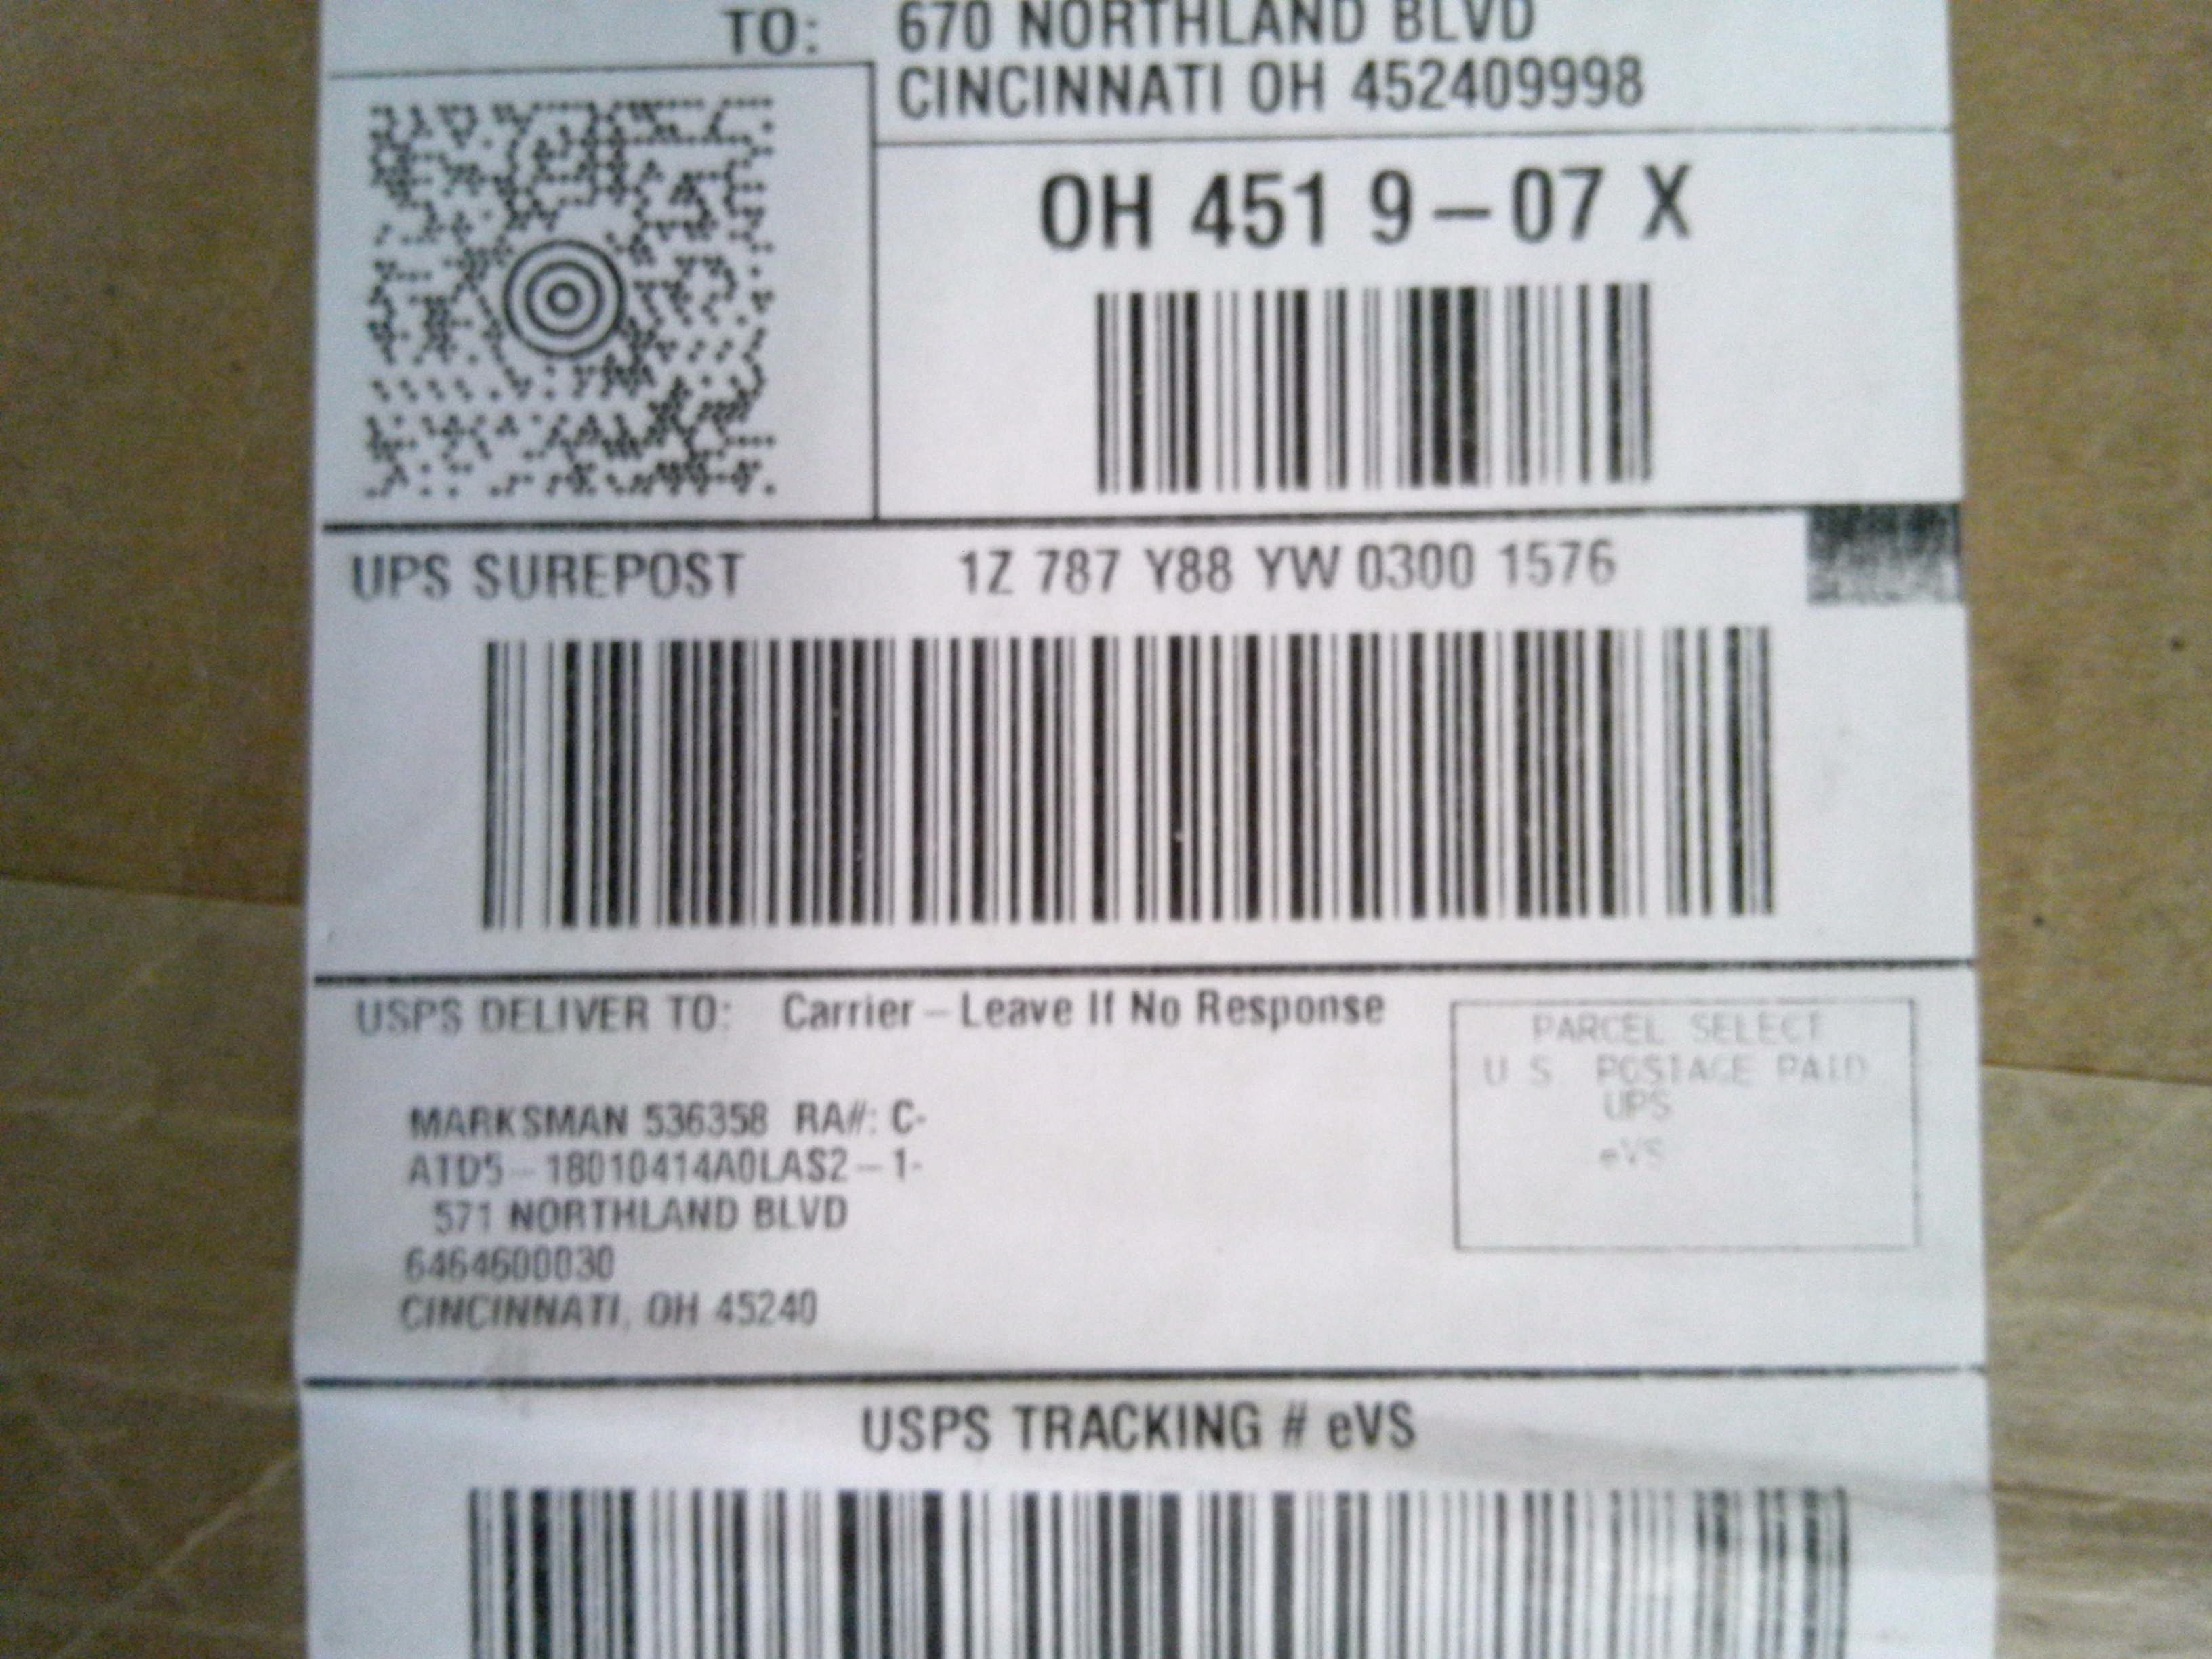 TO: 670 NORTHLAND BLVD
CINCINNATI OH 452409998
OH 451 9-07 X
UPS SUREPOST 1Z 787 Y88 YW 0300 1576
USPS DELIVER TO: Carrier - Leave If No Response
PARCEL SELECT
U S POSTAGE PAID
UPS
eVS
MARKSMAN 536358 RA#: C-
A1D5-18010414A0LAS2-1-
571 NORTHLAND BLVD
6464600030
CINCINNATI, OH 45240
USPS TRACKING # eVS